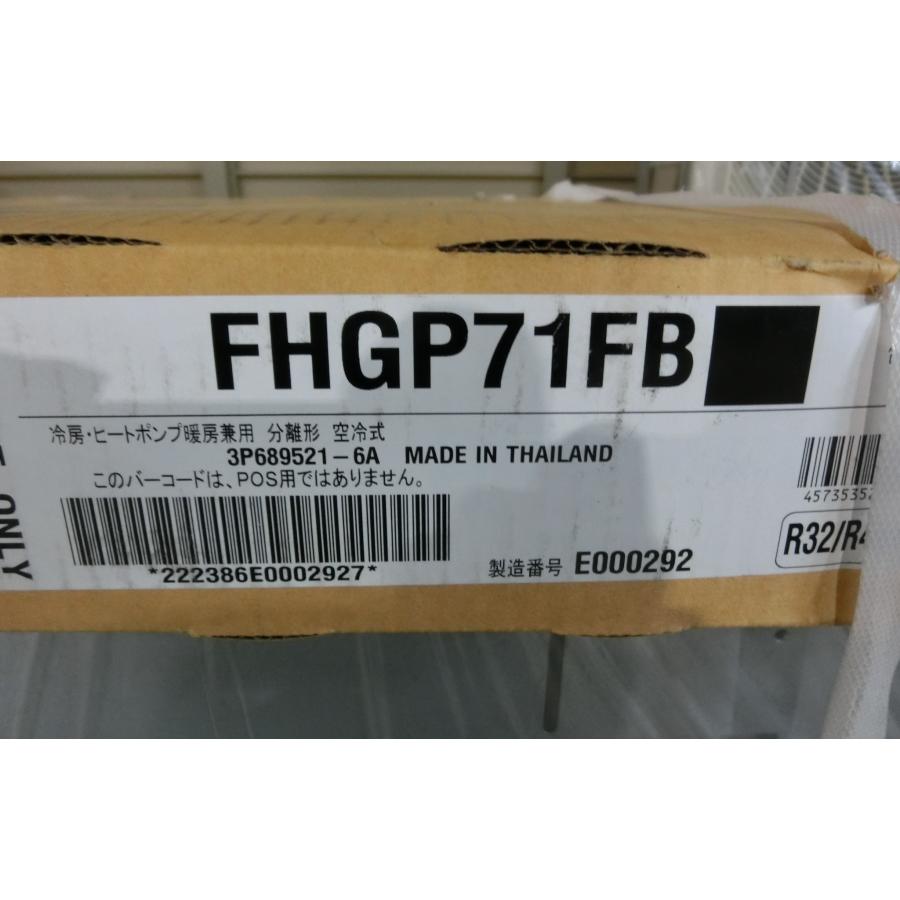 FHGP71FB
冷房・ヒートポンプ暖房兼用 分離形 空冷式
3P689521-6A MADE IN THAILAND
このバーコードは、POS用ではありません。
*222386E0002927*
製造番号 E000292
4573535
R32/R4
ONLY